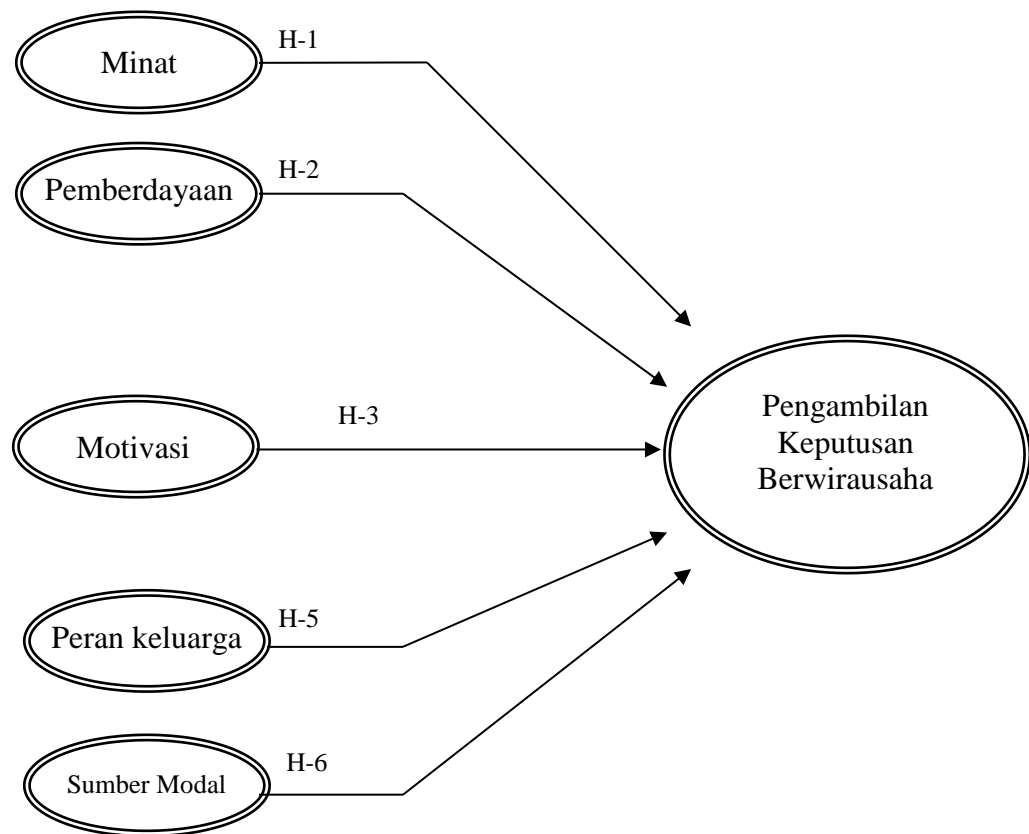 H-1
Minat
H-2
Pemberdayaan
H-3
Motivasi
Pengambilan
Keputusan
Berwirausaha
H-5
Peran keluarga
H-6
Sumber Modal